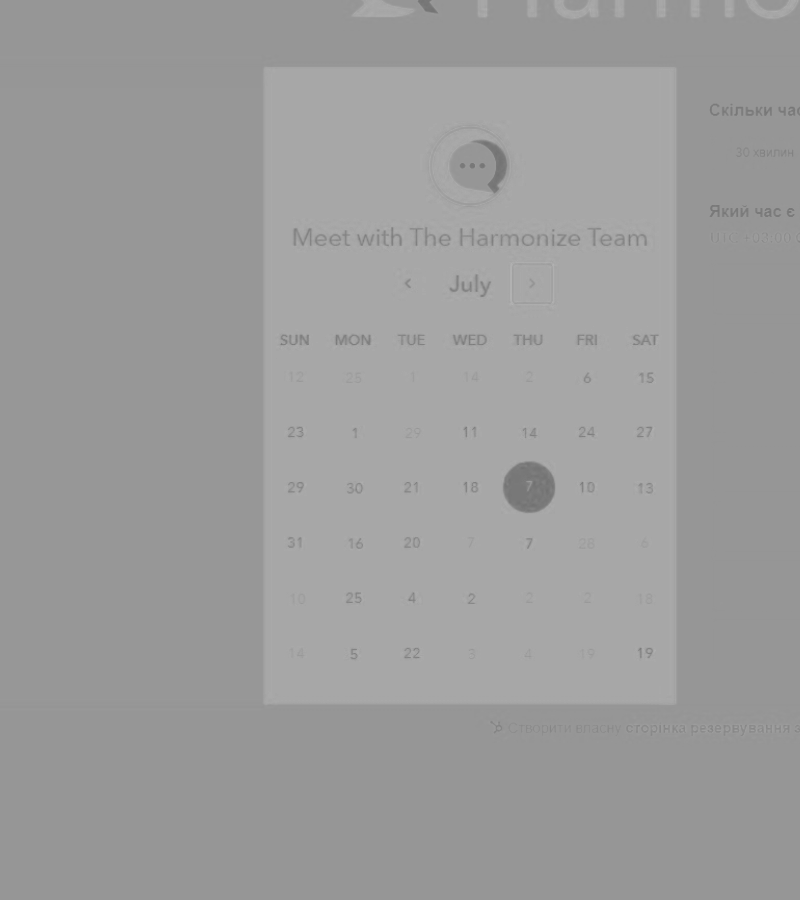 Harmo
Скільки час
30 хвилин
Meet with The Harmonize Team
Який час є
July
SUN MON TUE WED THU FRI SAT
12 25 1 14 2 6 15
23 1 29 11 14 24 27
29 30 21 18 7 10 13
31 16 20 7 7 28 6
10 25 4 2 2 2 18
14 5 22 3 4 19 19
Створити власну сторінка резервування з